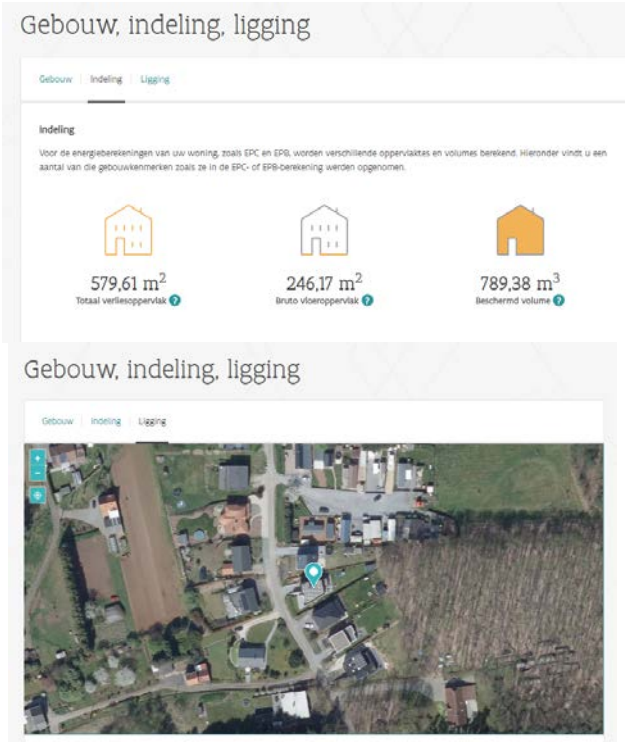 Gebouw, indeling, ligging
Gebouw Indeling Ligging
Indeling
Voor de energieberekeningen van uw woning, zoals EPC en EPB, worden verschillende oppervlaktes en volumes berekend. Hieronder vindt u een
aantal van die gebouwkenmerken zoals ze in de EPC- of EPB-berekening werden opgenomen.
579,61 m² 246,17 m² 789,38 m³
Totaal verliesoppervlak ? Bruto vloeroppervlak ? Beschermd volume ?
Gebouw, indeling, ligging
Gebouw Indeling Ligging
+
−